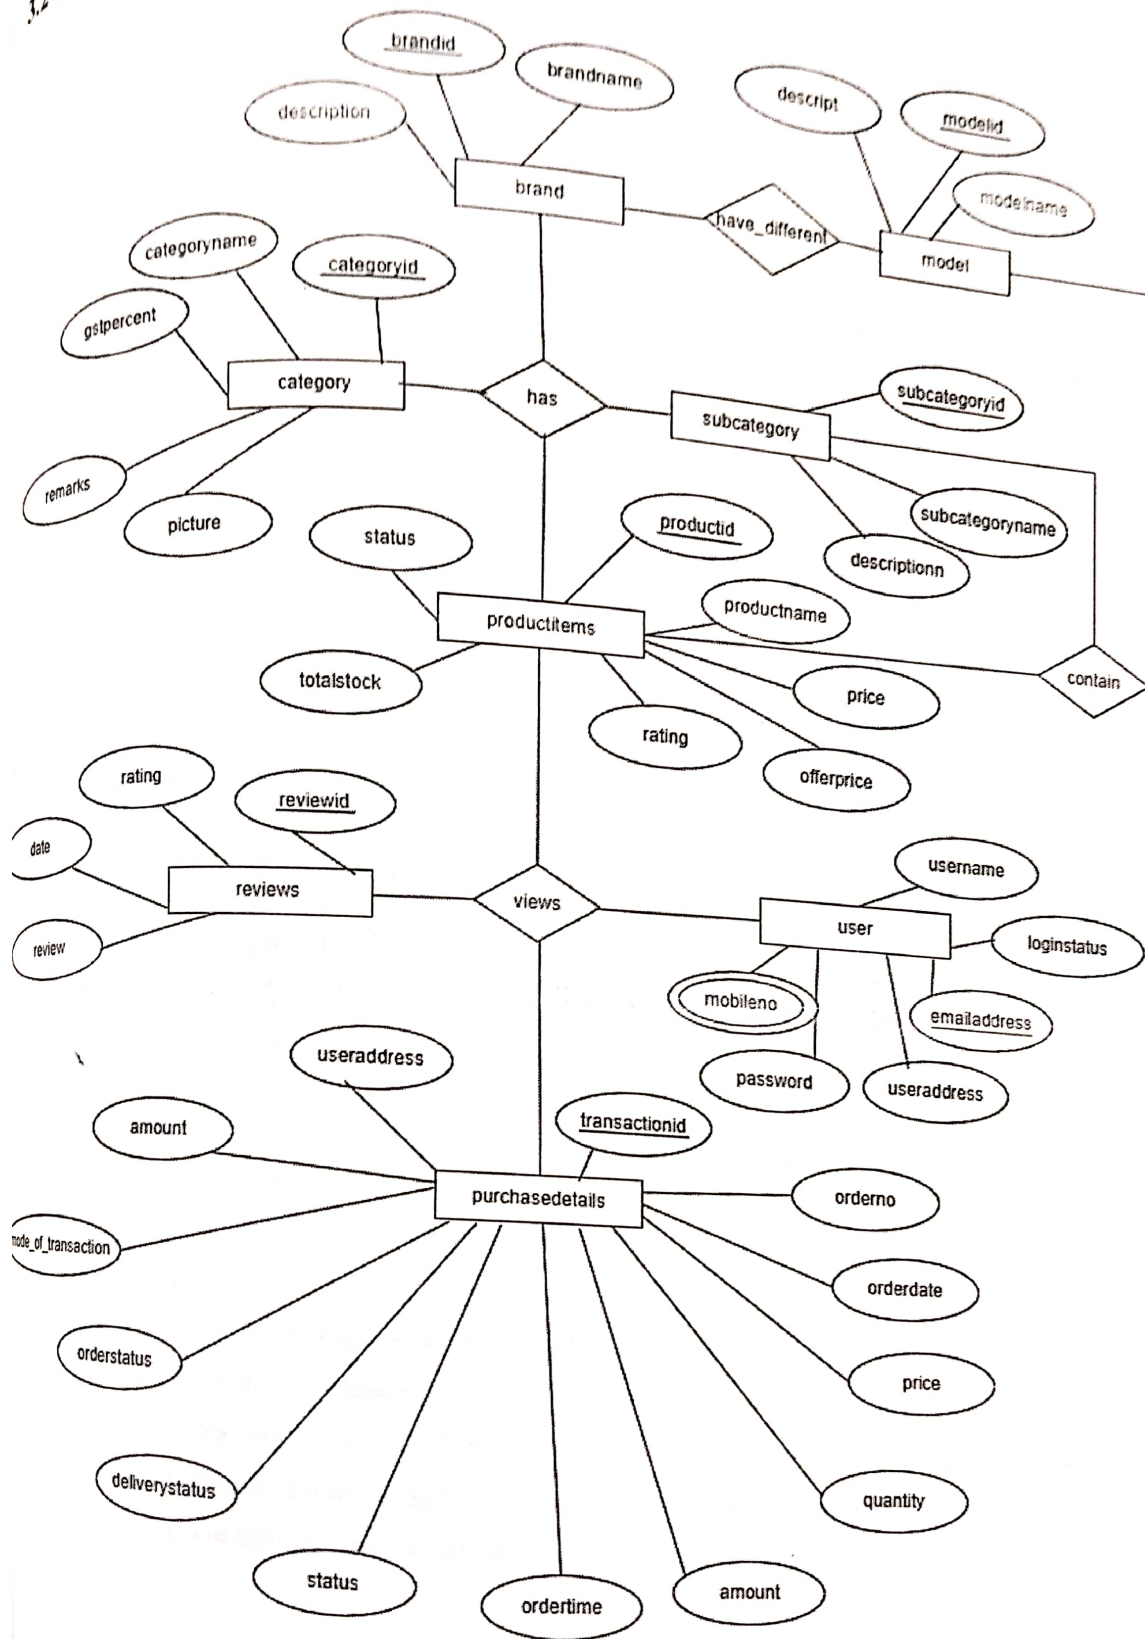 3.2
brandid
brandname
description
descript
modelid
modelname
brand
have_different
model
categoryname
categoryid
gstpercent
category
has
subcategory
subcategoryid
remarks
picture
status
productid
subcategoryname
descriptionn
productitems
productname
totalstock
contain
price
rating
offerprice
rating
reviewid
date
reviews
views
username
user
loginstatus
review
mobileno
emailaddress
useraddress
password
useraddress
amount
transactionid
purchasedetails
orderno
mode_of_transaction
orderdate
orderstatus
price
deliverystatus
quantity
status
ordertime
amount